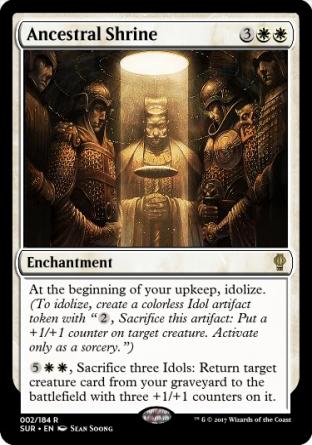 Ancestral Shrine 3
Enchantment
At the beginning of your upkeep, idolize.
(To idolize, create a colorless Idol artifact
token with “2, Sacrifice this artifact: Put a
+1/+1 counter on target creature. Activate
only as a sorcery.”)
5, Sacrifice three Idols: Return target
creature card from your graveyard to the
battlefield with three +1/+1 counters on it.
002/184 R
SUR • EN Sean Soong
™ & © 2017 Wizards of the Coast